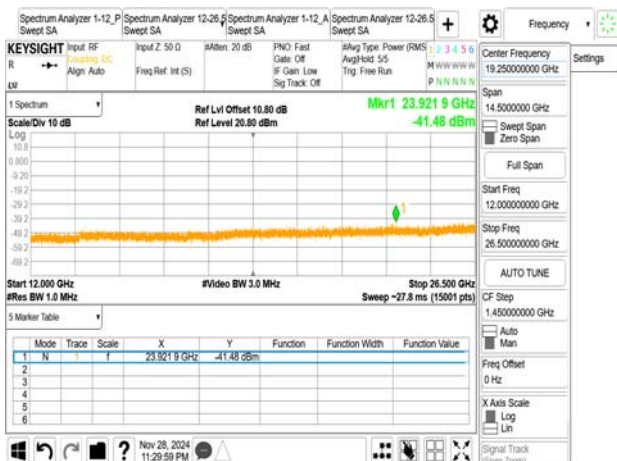 Spectrum Analyzer 1-12_P
Swept SA
Spectrum Analyzer 12-26.5
Swept SA
Spectrum Analyzer 1-12_A
Swept SA
Spectrum Analyzer 12-26.5
Swept SA
+
Frequency
KEYSIGHT
R
Input: RF
Coupling: DC
Align: Auto
Input Z: 50 Ω
Freq Ref: Int (S)
#Atten: 20 dB
PNO: Fast
Gate: Off
IF Gain: Low
Sig Track: Off
#Avg Type: Power (RMS)
Avg|Hold: 5/5
Trig: Free Run
1 2 3 4 5 6
M W W W W W
P N N N N N
1 Spectrum
Scale/Div 10 dB
Log
Ref Lvl Offset 10.80 dB
Ref Level 20.80 dBm
Mkr1 23.921 9 GHz
-41.48 dBm
10.8
0.800
-9.20
-19.2
-29.2
-39.2
-49.2
-59.2
-69.2
1
Start 12.000 GHz
#Res BW 1.0 MHz
#Video BW 3.0 MHz
Stop 26.500 GHz
Sweep ~27.8 ms (15001 pts)
5 Marker Table
Mode Trace Scale X Y Function Function Width Function Value
1 N 1 f 23.921 9 GHz -41.48 dBm
2
3
4
5
6
Nov 28, 2024
11:29:59 PM
Center Frequency
19.250000000 GHz
Settings
Span
14.5000000 GHz
Swept Span
Zero Span
Full Span
Start Freq
12.000000000 GHz
Stop Freq
26.500000000 GHz
AUTO TUNE
CF Step
1.450000000 GHz
Auto
Man
Freq Offset
0 Hz
X Axis Scale
Log
Lin
Signal Track